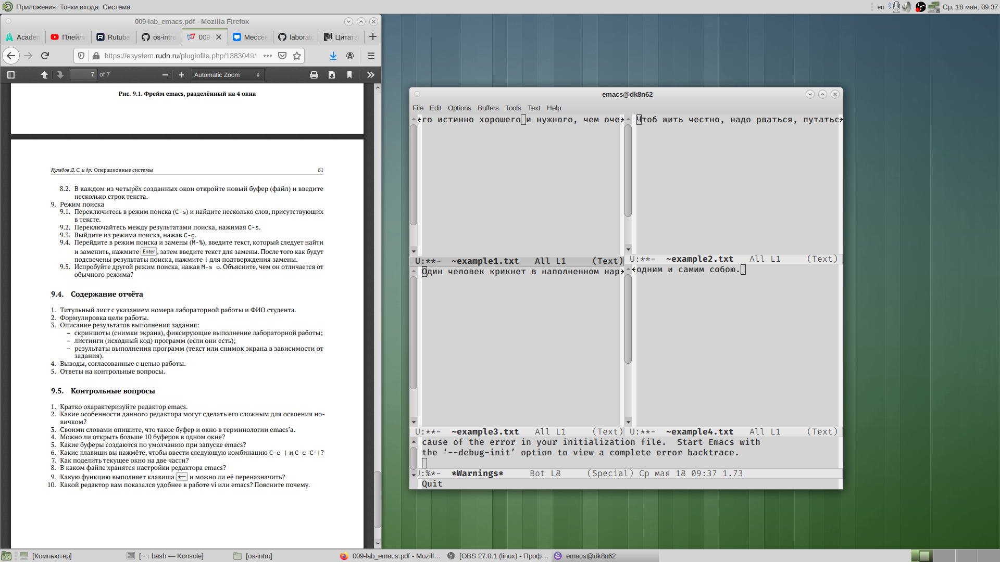 Приложения Точки входа Система
en
Ср, 18 мая, 09:37
009-lab_emacs.pdf - Mozilla Firefox
Academ
Плейли
Rutube
os-intro
009-
Мессен
laborato
Цитаты
https://esystem.rudn.ru/pluginfile.php/1383049/
7 of 7
Automatic Zoom
Рис. 9.1. Фрейм emacs, разделённый на 4 окна
Кулябов Д. С. и др. Операционные системы 81
8.2. В каждом из четырёх созданных окон откройте новый буфер (файл) и введите
несколько строк текста.
9. Режим поиска
9.1. Переключитесь в режим поиска (C-s) и найдите несколько слов, присутствующих
в тексте.
9.2. Переключайтесь между результатами поиска, нажимая C-s.
9.3. Выйдите из режима поиска, нажав C-g.
9.4. Перейдите в режим поиска и замены (M-%), введите текст, который следует найти
и заменить, нажмите Enter, затем введите текст для замены. После того как будут
подсвечены результаты поиска, нажмите ! для подтверждения замены.
9.5. Испробуйте другой режим поиска, нажав M-s o. Объясните, чем он отличается от
обычного режима?
9.4. Содержание отчёта
1. Титульный лист с указанием номера лабораторной работы и ФИО студента.
2. Формулировка цели работы.
3. Описание результатов выполнения задания:
– скриншоты (снимки экрана), фиксирующие выполнение лабораторной работы;
– листинги (исходный код) программ (если они есть);
– результаты выполнения программ (текст или снимок экрана в зависимости от
задания).
4. Выводы, согласованные с целью работы.
5. Ответы на контрольные вопросы.
9.5. Контрольные вопросы
1. Кратко охарактеризуйте редактор emacs.
2. Какие особенности данного редактора могут сделать его сложным для освоения но-
вичком?
3. Своими словами опишите, что такое буфер и окно в терминологии emacs’а.
4. Можно ли открыть больше 10 буферов в одном окне?
5. Какие буферы создаются по умолчанию при запуске emacs?
6. Какие клавиши вы нажмёте, чтобы ввести следующую комбинацию C-c | и C-c C-|?
7. Как поделить текущее окно на две части?
8. В каком файле хранятся настройки редактора emacs?
9. Какую функцию выполняет клавиша ← и можно ли её переназначить?
10. Какой редактор вам показался удобнее в работе vi или emacs? Поясните почему.
emacs@dk8n62
File Edit Options Buffers Tools Text Help
го истинно хорошего и нужного, чем оче
Чтоб жить честно, надо рваться, путатьс
U:**- ~example1.txt All L1 (Text)
U:**- ~example2.txt All L1 (Text)
Один человек крикнет в наполненном нар
одним и самим собою.
U:**- ~example3.txt All L1 (Text)
U:**- ~example4.txt All L1 (Text)
cause of the error in your initialization file. Start Emacs with
the ‘--debug-init’ option to view a complete error backtrace.
U:%*- *Warnings* Bot L8 (Special) Ср мая 18 09:37 1.73
Quit
[Компьютер]
[~ : bash — Konsole]
[os-intro]
009-lab_emacs.pdf - Mozill...
[OBS 27.0.1 (linux) - Проф...
emacs@dk8n62